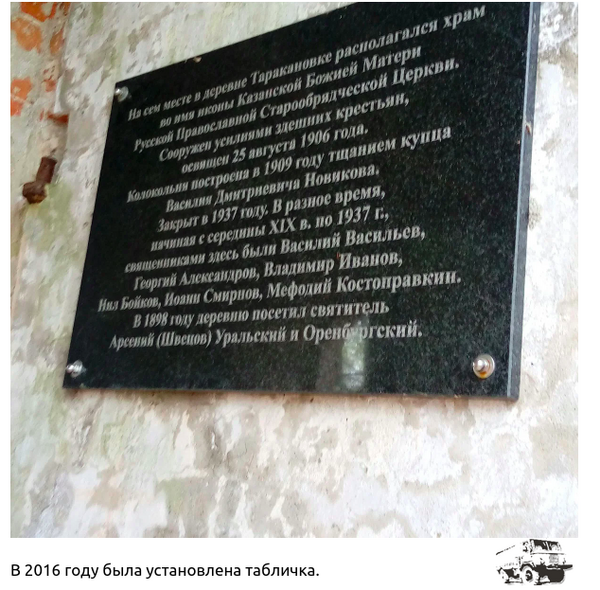 На сем месте в деревне Таракановке располагался храм
во имя иконы Казанской Божией Матери
Русской Православной Старообрядческой Церкви.
Сооружен усилиями здешних крестьян,
освящен 25 августа 1906 года.
Колокольня построена в 1909 году тщанием купца
Василия Дмитриевича Новикова.
Закрыт в 1937 году. В разное время,
начиная с середины XIX в. по 1937 г.,
священниками здесь были Василий Васильев,
Георгий Александров, Владимир Иванов,
Нил Бойков, Иоанн Смирнов, Мефодий Костоправкин.
В 1898 году деревню посетил святитель
Арсений (Швецов) Уральский и Оренбургский.
В 2016 году была установлена табличка.